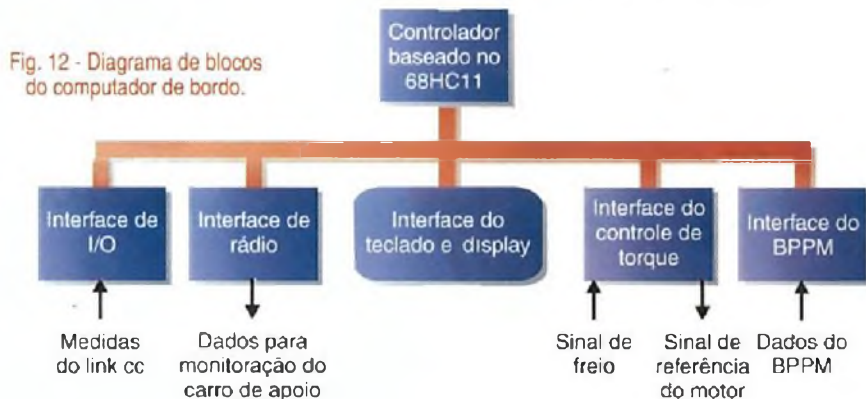 Fig. 12 - Diagrama de blocos
do computador de bordo.
Controlador
baseado no
68HC11
Interface de
I/O
Interface de
rádio
Interface do
teclado e display
Interface do
controle de
torque
Interface do
BPPM
Medidas
do link cc
Dados para
monitoração do
carro de apoio
Sinal de
freio
Sinal de
referência
do motor
Dados do
BPPM